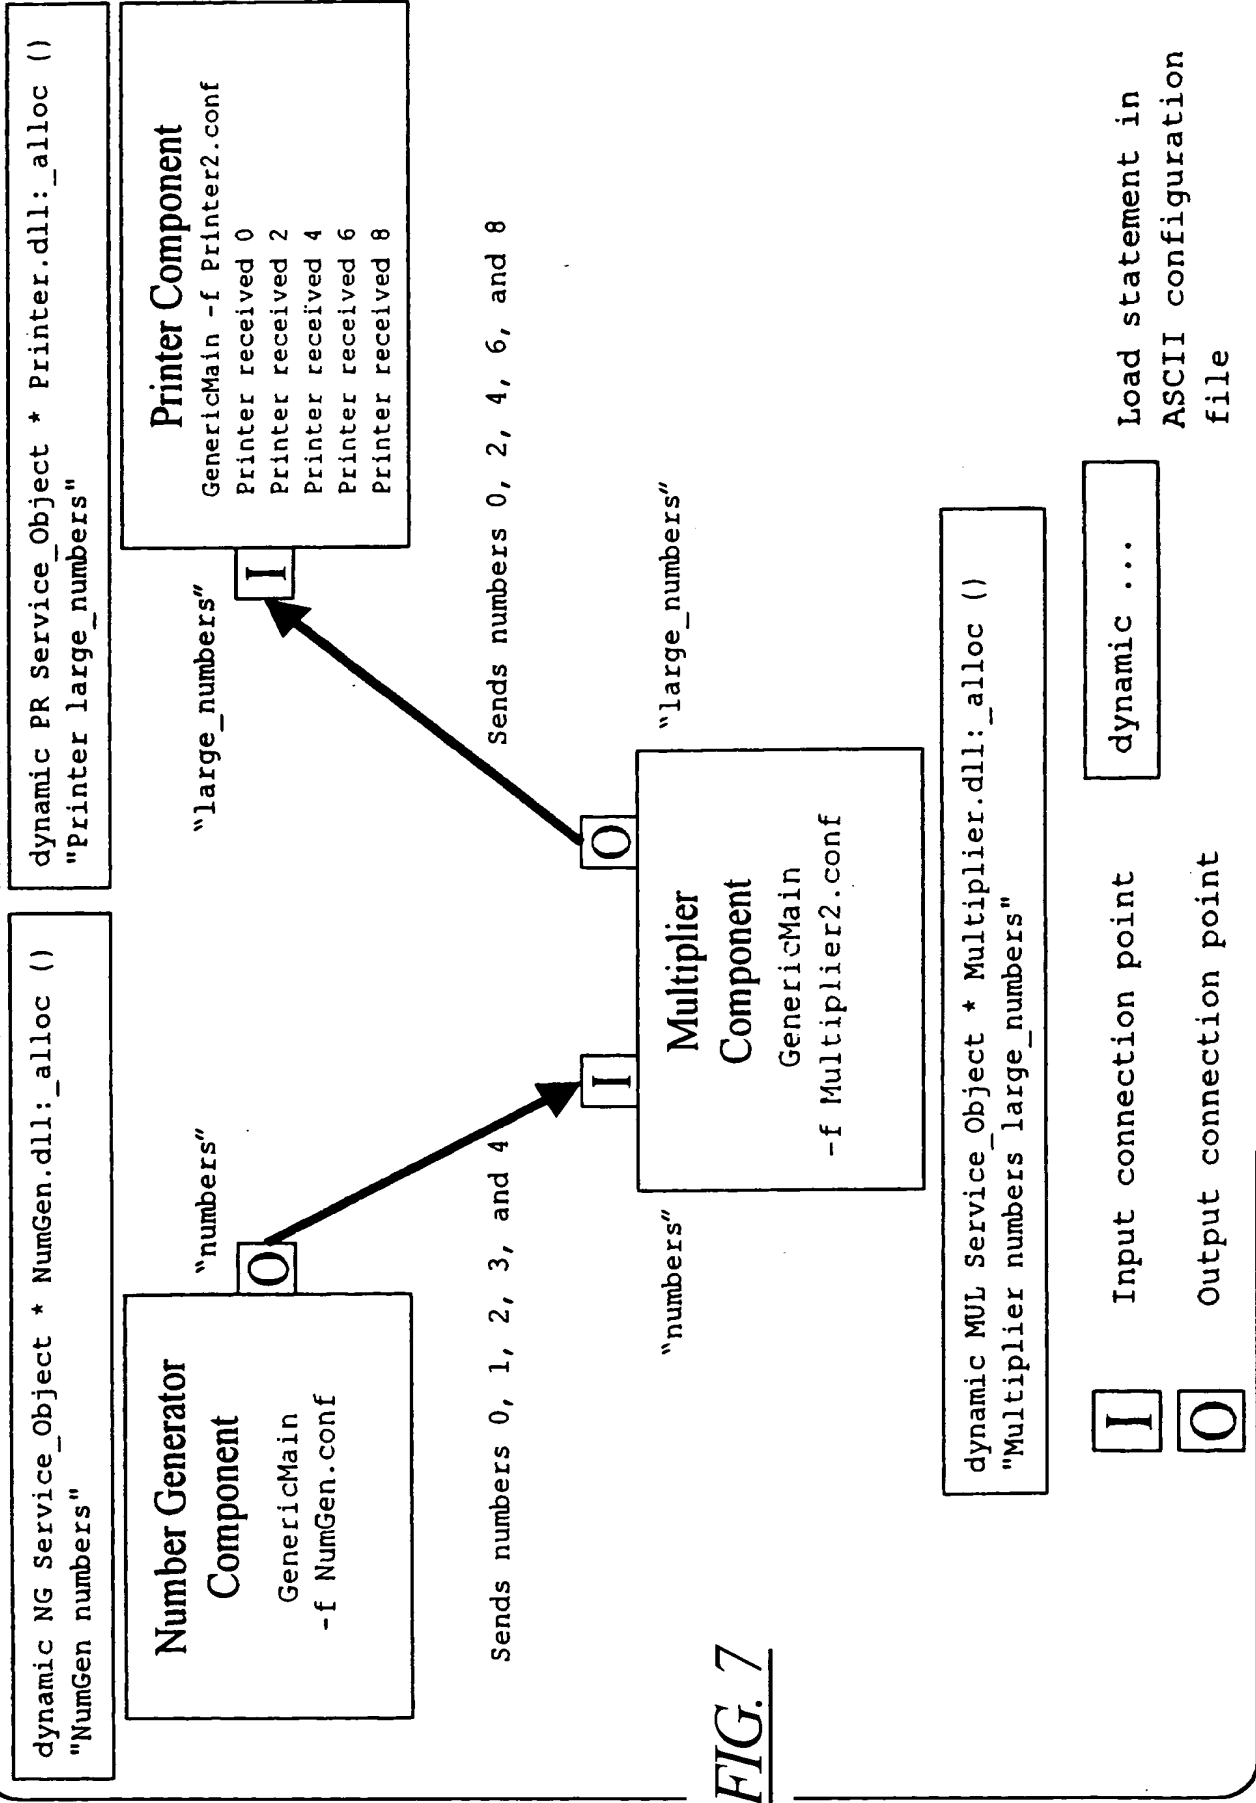 dynamic NG Service_Object * NumGen.dll:_alloc ()
"NumGen numbers"
dynamic PR Service_Object * Printer.dll:_alloc ()
"Printer large_numbers"
Number Generator
Component
GenericMain
-f NumGen.conf
O
"numbers"
Sends numbers 0, 1, 2, 3, and 4
Printer Component
GenericMain -f Printer2.conf
Printer received 0
Printer received 2
Printer received 4
Printer received 6
Printer received 8
I
"large_numbers"
Sends numbers 0, 2, 4, 6, and 8
"numbers"
I
O
"large_numbers"
Multiplier
Component
GenericMain
-f Multiplier2.conf
dynamic MUL Service_Object * Multiplier.dll:_alloc ()
"Multiplier numbers large_numbers"
I
Input connection point
O
Output connection point
dynamic ...
Load statement in
ASCII configuration
file
FIG. 7